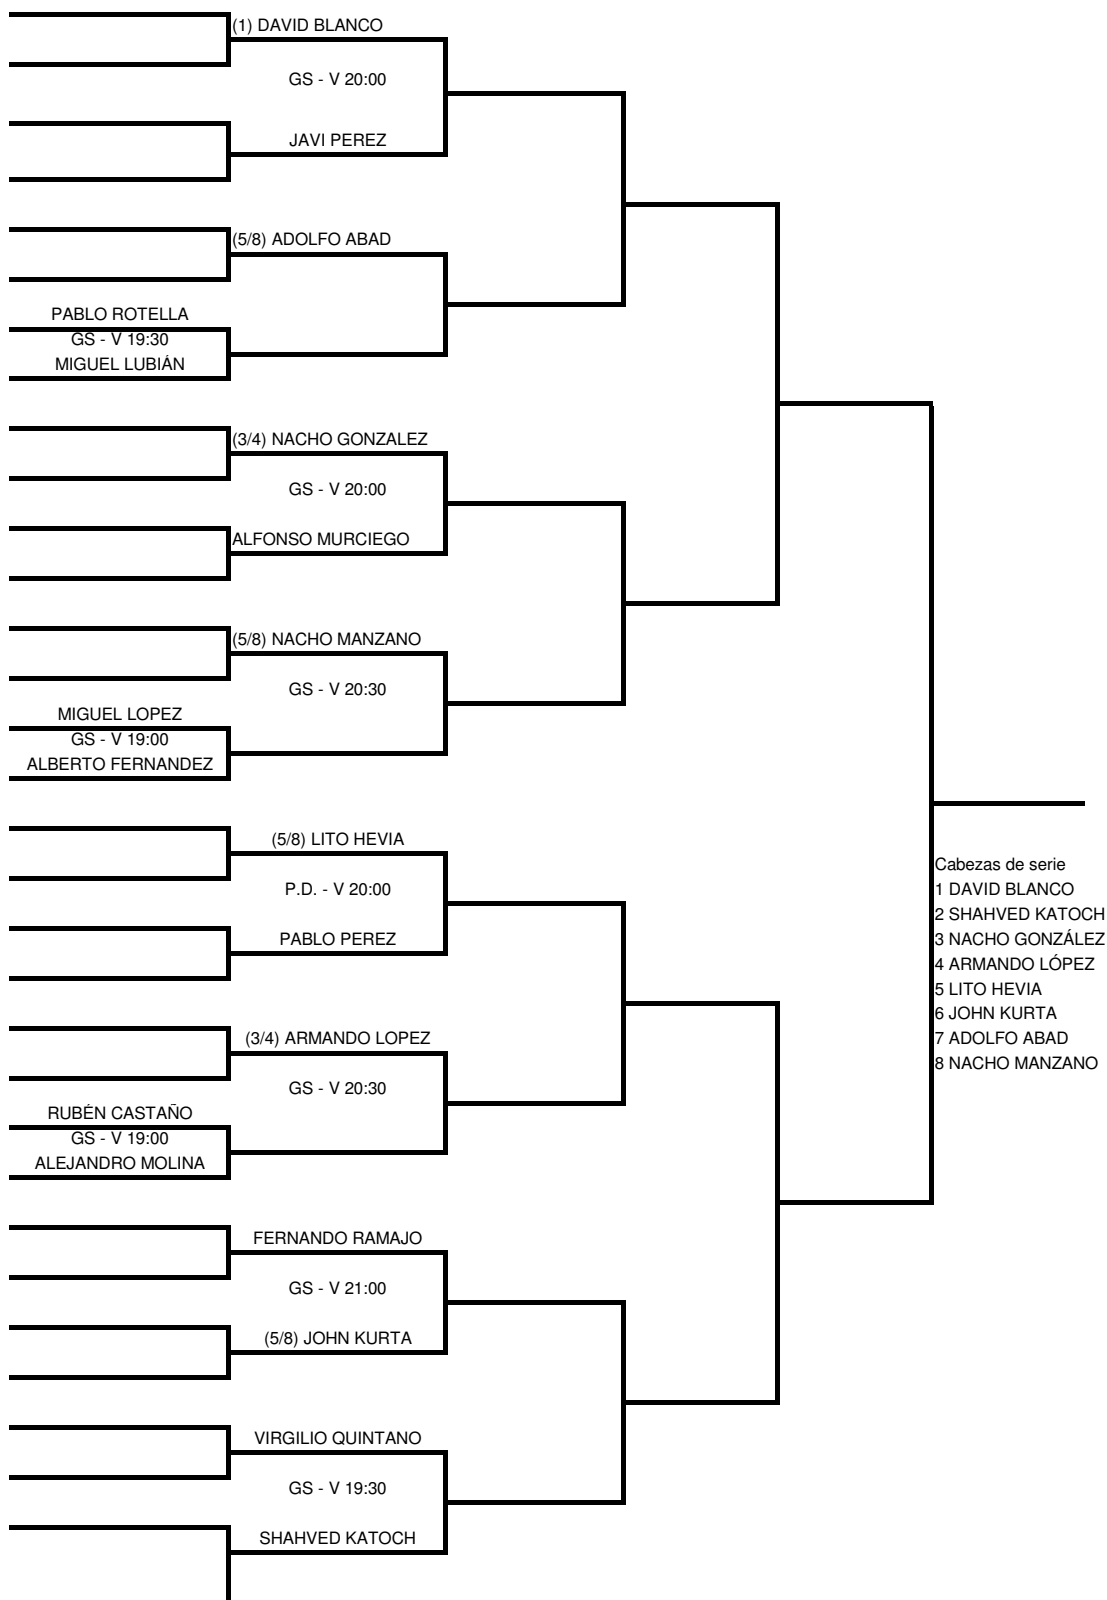 (1) DAVID BLANCO
GS - V 20:00
JAVI PEREZ
(5/8) ADOLFO ABAD
PABLO ROTELLA
GS - V 19:30
MIGUEL LUBIÁN
(3/4) NACHO GONZALEZ
GS - V 20:00
ALFONSO MURCIEGO
(5/8) NACHO MANZANO
GS - V 20:30
MIGUEL LOPEZ
GS - V 19:00
ALBERTO FERNANDEZ
(5/8) LITO HEVIA
P.D. - V 20:00
PABLO PEREZ
(3/4) ARMANDO LOPEZ
GS - V 20:30
RUBÉN CASTAÑO
GS - V 19:00
ALEJANDRO MOLINA
FERNANDO RAMAJO
GS - V 21:00
(5/8) JOHN KURTA
VIRGILIO QUINTANO
GS - V 19:30
SHAHVED KATOCH
Cabezas de serie
1 DAVID BLANCO
2 SHAHVED KATOCH
3 NACHO GONZÁLEZ
4 ARMANDO LÓPEZ
5 LITO HEVIA
6 JOHN KURTA
7 ADOLFO ABAD
8 NACHO MANZANO